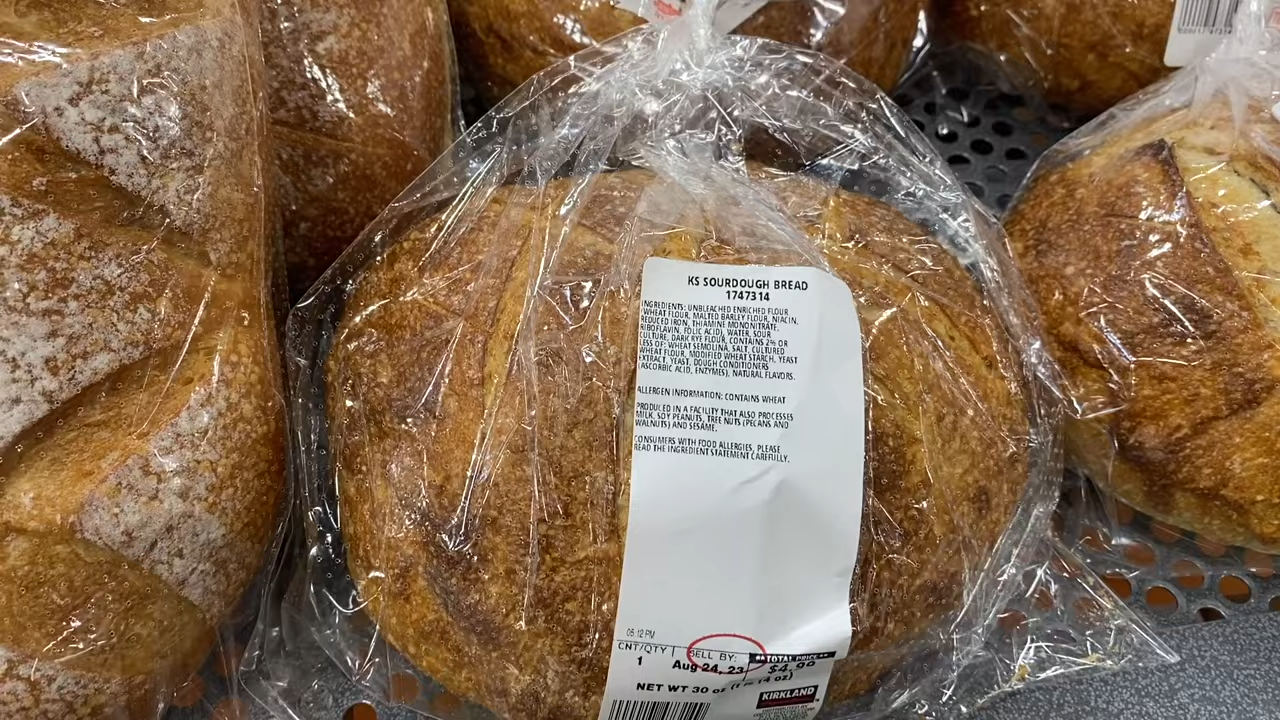 KS SOURDOUGH BREAD
1747314
INGREDIENTS: UNBLEACHED ENRICHED FLOUR
(WHEAT FLOUR, MALTED BARLEY FLOUR, NIACIN,
REDUCED IRON, THIAMINE MONONITRATE,
RIBOFLAVIN, FOLIC ACID), WATER, SOUR
CULTURE, DARK RYE FLOUR, CONTAINS 2% OR
LESS OF: WHEAT SEMOLINA, SALT, CULTURED
WHEAT FLOUR, MODIFIED WHEAT STARCH, YEAST
EXTRACT, YEAST, DOUGH CONDITIONERS
(ASCORBIC ACID, ENZYMES), NATURAL FLAVORS.
ALLERGEN INFORMATION: CONTAINS WHEAT
PRODUCED IN A FACILITY THAT ALSO PROCESSES
MILK, SOY PEANUTS, TREE NUTS (PECANS AND
WALNUTS) AND SESAME.
CONSUMERS WITH FOOD ALLERGIES, PLEASE
READ THE INGREDIENT STATEMENT CAREFULLY.
05:12 PM
CNT/QTY SELL BY: **TOTAL PRICE**
1 Aug 24, 23 $4.99
NET WT 30 oz
KIRKLAND